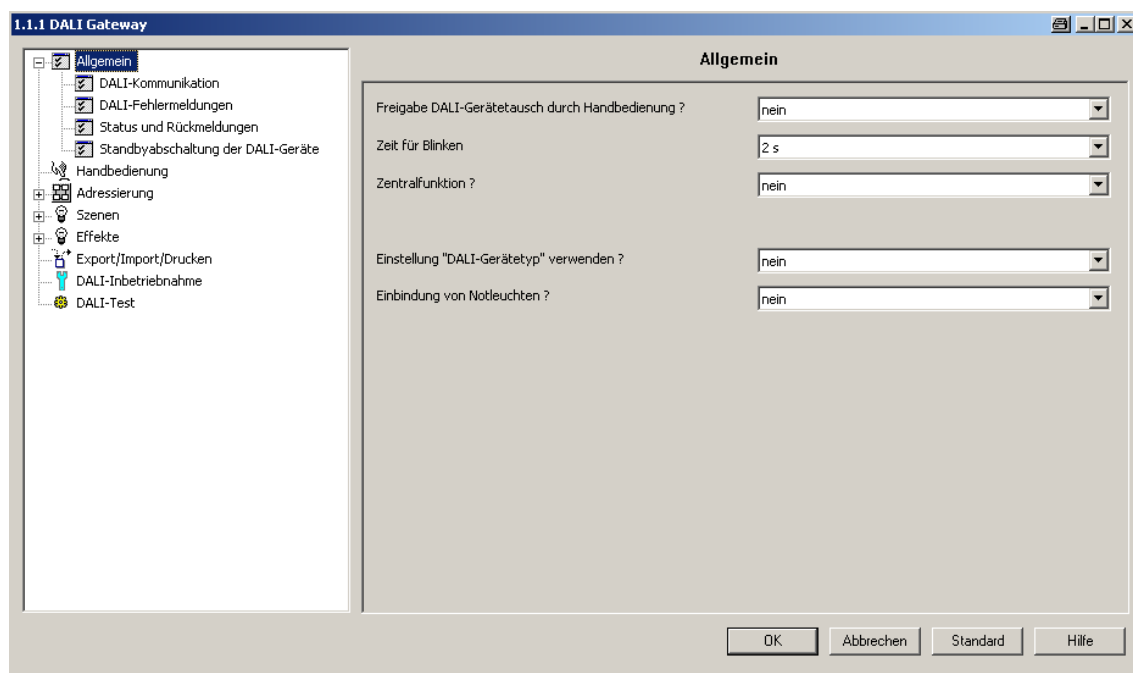 1.1.1 DALI Gateway
Allgemein
DALI-Kommunikation
DALI-Fehlermeldungen
Status und Rückmeldungen
Standbyabschaltung der DALI-Geräte
Handbedienung
Adressierung
Szenen
Effekte
Export/Import/Drucken
DALI-Inbetriebnahme
DALI-Test
Allgemein
Freigabe DALI-Gerätetausch durch Handbedienung ? nein
Zeit für Blinken 2 s
Zentralfunktion ? nein
Einstellung "DALI-Gerätetyp" verwenden ? nein
Einbindung von Notleuchten ? nein
OK Abbrechen Standard Hilfe